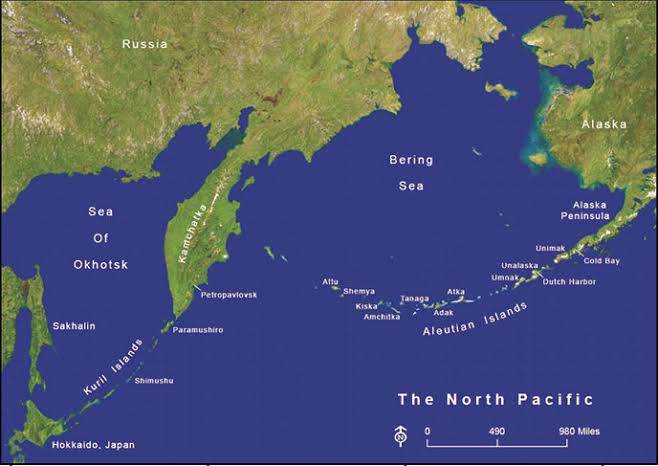 Russia
Alaska
Bering
Sea
Alaska
Peninsula
Sea
Of
Okhotsk
Kamchatka
Unimak
Cold Bay
Unalaska
Umnak
Dutch Harbor
Attu
Shemya
Kiska
Amchitka
Tanaga
Adak
Atka
Aleutian Islands
Petropavlovsk
Paramushiro
Sakhalin
Kuril Islands
Shimushu
Hokkaido, Japan
The North Pacific
N
0 490 980 Miles